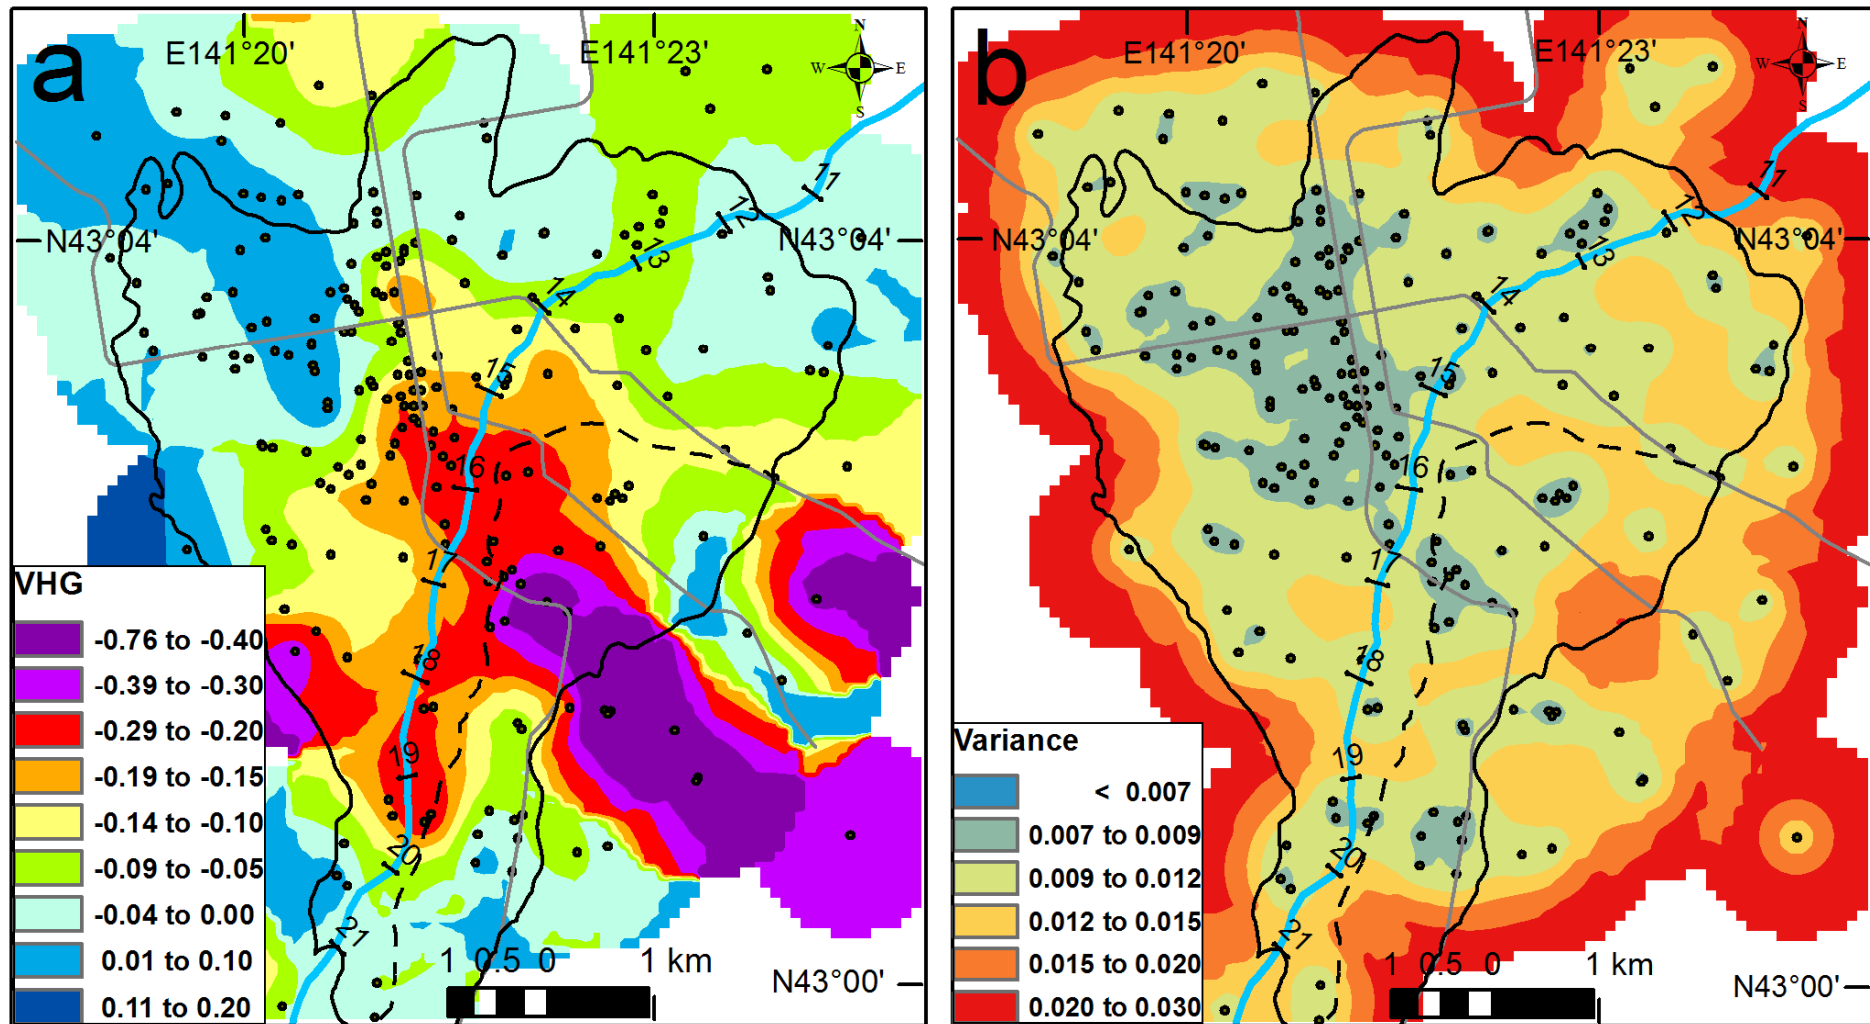 a
E141°20'
E141°23'
N
W
E
S
11
12
N43°04'
N43°04'
13
14
15
16
17
18
19
20
21
VHG
-0.76 to -0.40
-0.39 to -0.30
-0.29 to -0.20
-0.19 to -0.15
-0.14 to -0.10
-0.09 to -0.05
-0.04 to 0.00
0.01 to 0.10
0.11 to 0.20
1 0.5 0 1 km
N43°00'
b
E141°20'
E141°23'
N
W
E
S
11
12
N43°04'
N43°04'
13
14
15
16
17
18
19
20
21
Variance
< 0.007
0.007 to 0.009
0.009 to 0.012
0.012 to 0.015
0.015 to 0.020
0.020 to 0.030
1 0.5 0 1 km
N43°00'